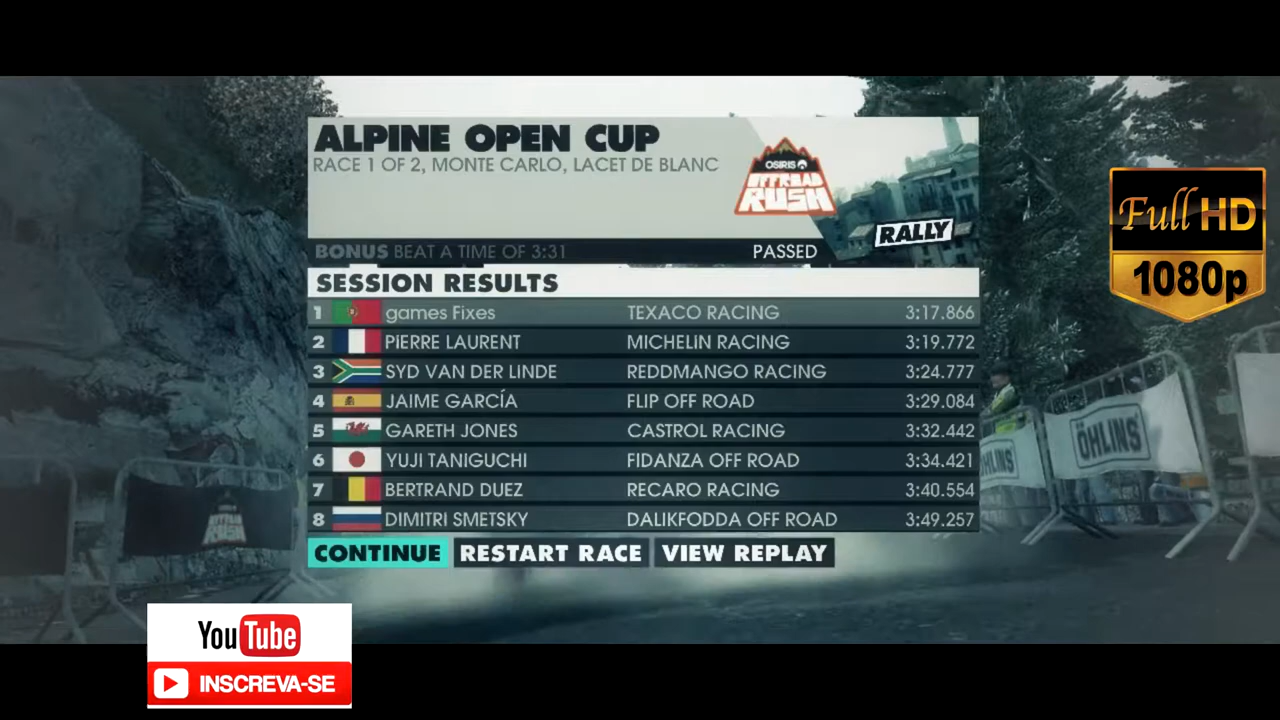 ALPINE OPEN CUP
RACE 1 OF 2, MONTE CARLO, LACET DE BLANC
OSIRIS
OFFROAD
RUSH
RALLY
Full HD
1080p
BONUS BEAT A TIME OF 3:31 PASSED
SESSION RESULTS
1 games Fixes TEXACO RACING 3:17.866
2 PIERRE LAURENT MICHELIN RACING 3:19.772
3 SYD VAN DER LINDE REDDMANGO RACING 3:24.777
4 JAIME GARCÍA FLIP OFF ROAD 3:29.084
5 GARETH JONES CASTROL RACING 3:32.442
6 YUJI TANIGUCHI FIDANZA OFF ROAD 3:34.421
7 BERTRAND DUEZ RECARO RACING 3:40.554
8 DIMITRI SMETSKY DALIKFODDA OFF ROAD 3:49.257
ÖHLINS
HLINS
OFFROAD
RUSH
CONTINUE RESTART RACE VIEW REPLAY
YouTube
INSCREVA-SE